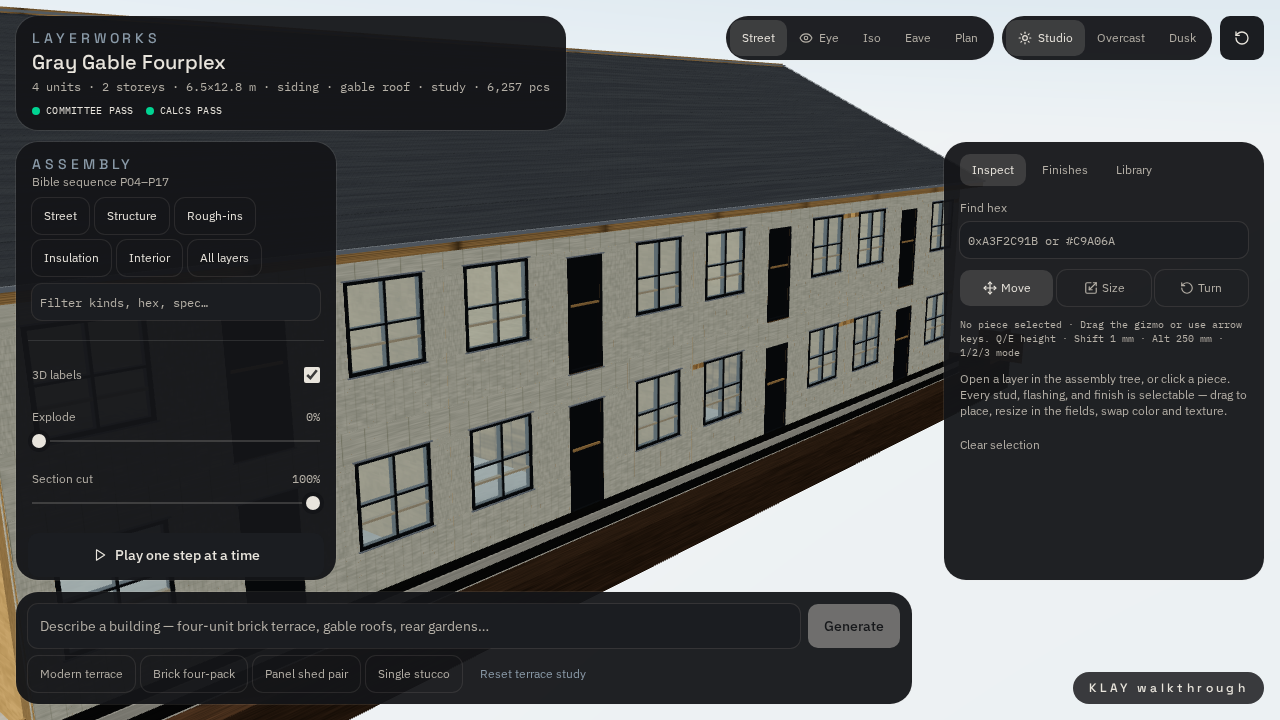 LAYERWORKS
Gray Gable Fourplex
4 units · 2 storeys · 6.5×12.8 m · siding · gable roof · study · 6,257 pcs
COMMITTEE PASS CALCS PASS
Street Eye Iso Eave Plan
Studio Overcast Dusk
ASSEMBLY
Bible sequence P04–P17
Street Structure Rough-ins
Insulation Interior All layers
Filter kinds, hex, spec…
3D labels
Explode 0%
Section cut 100%
Play one step at a time
Inspect Finishes Library
Find hex
0xA3F2C91B or #C9A06A
Move Size Turn
No piece selected · Drag the gizmo or use arrow
keys. Q/E height · Shift 1 mm · Alt 250 mm ·
1/2/3 mode
Open a layer in the assembly tree, or click a piece.
Every stud, flashing, and finish is selectable — drag to
place, resize in the fields, swap color and texture.
Clear selection
Describe a building — four-unit brick terrace, gable roofs, rear gardens…
Generate
Modern terrace Brick four-pack Panel shed pair Single stucco Reset terrace study
KLAY walkthrough